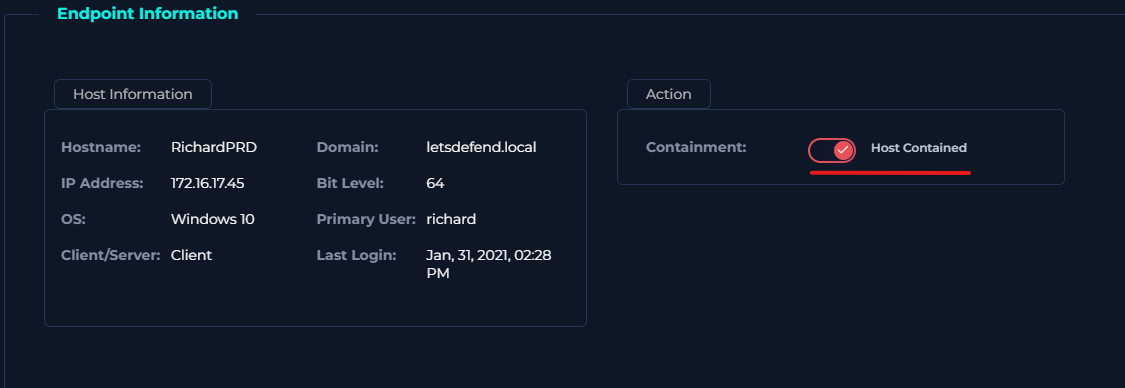 Endpoint Information
Host Information
Hostname: RichardPRD Domain: letsdefend.local
IP Address: 172.16.17.45 Bit Level: 64
OS: Windows 10 Primary User: richard
Client/Server: Client Last Login: Jan, 31, 2021, 02:28
PM
Action
Containment: Host Contained